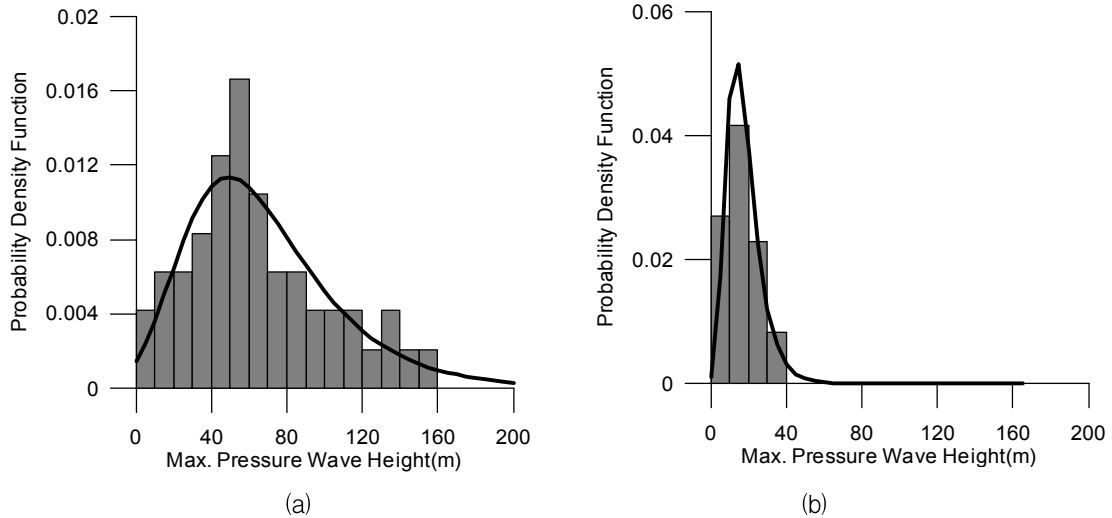 0.02
0.016
0.012
0.008
0.004
0
Probability Density Function
0 40 80 120 160 200
Max. Pressure Wave Height(m)
(a)
0.06
0.04
0.02
0
Probability Density Function
0 40 80 120 160 200
Max. Pressure Wave Height(m)
(b)